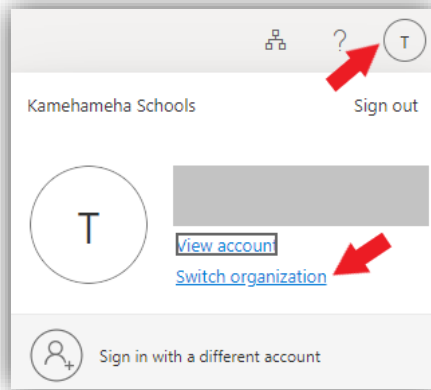 ? T
Kamehameha Schools Sign out
T
View account
Switch organization
Sign in with a different account